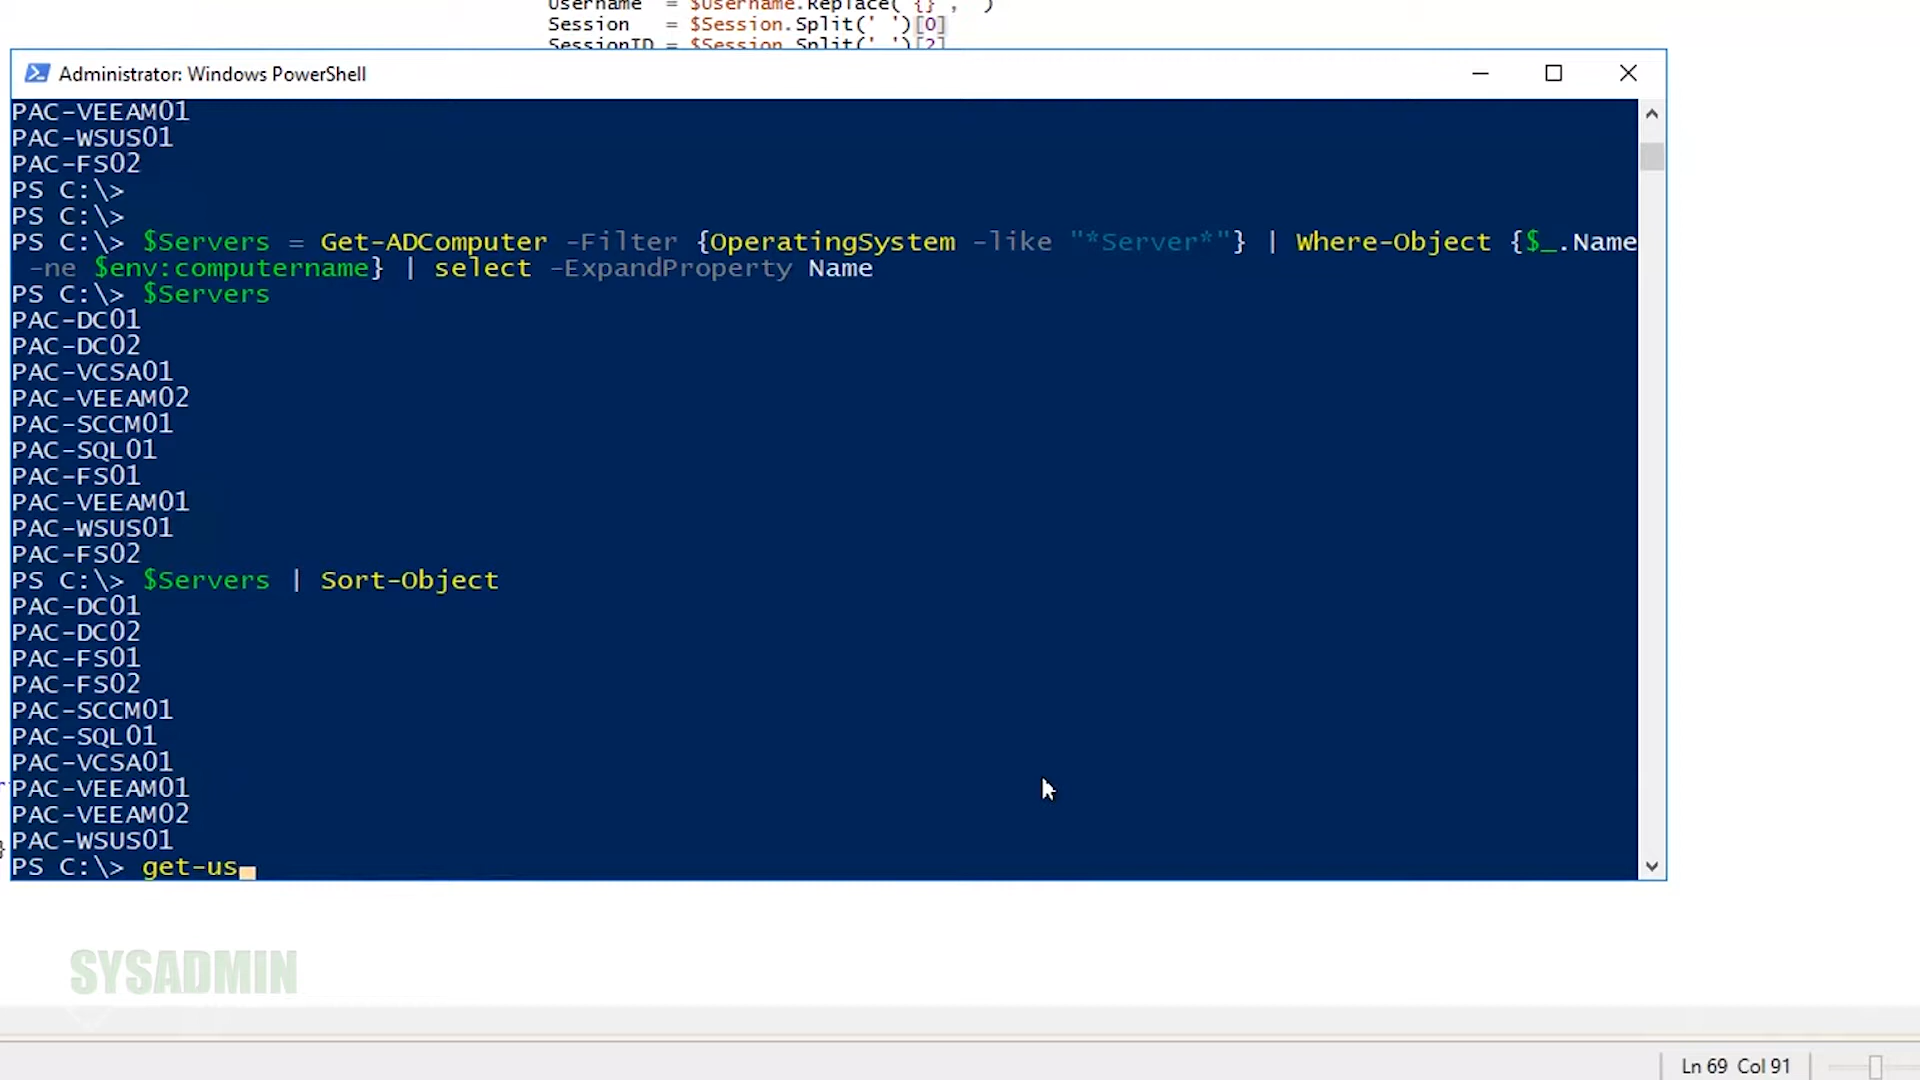 Username = $Username.Replace('{}', '')
Session = $Session.Split(' ')[0]
SessionID = $Session.Split(' ')[2]
Administrator: Windows PowerShell
PAC-VEEAM01
PAC-WSUS01
PAC-FS02
PS C:\>
PS C:\>
PS C:\> $Servers = Get-ADComputer -Filter {OperatingSystem -like "*Server*"} | Where-Object {$_.Name
-ne $env:computername} | select -ExpandProperty Name
PS C:\> $Servers
PAC-DC01
PAC-DC02
PAC-VCSA01
PAC-VEEAM02
PAC-SCCM01
PAC-SQL01
PAC-FS01
PAC-VEEAM01
PAC-WSUS01
PAC-FS02
PS C:\> $Servers | Sort-Object
PAC-DC01
PAC-DC02
PAC-FS01
PAC-FS02
PAC-SCCM01
PAC-SQL01
PAC-VCSA01
PAC-VEEAM01
PAC-VEEAM02
PAC-WSUS01
PS C:\> get-us
}
SYSADMIN
Ln 69 Col 91